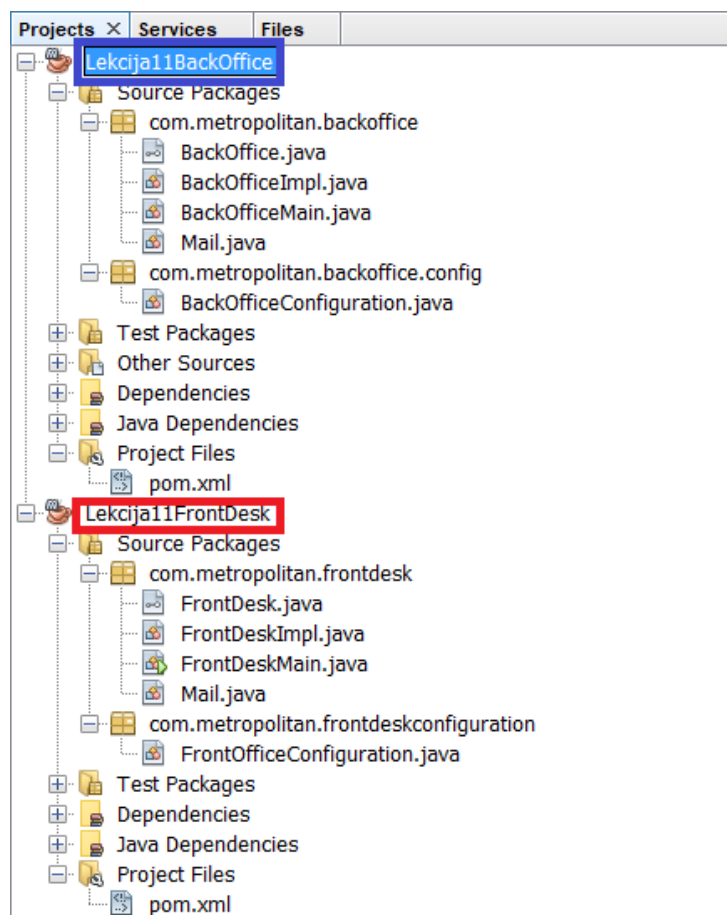 Projects × Services Files
Lekcija11BackOffice
Source Packages
com.metropolitan.backoffice
BackOffice.java
BackOfficeImpl.java
BackOfficeMain.java
Mail.java
com.metropolitan.backoffice.config
BackOfficeConfiguration.java
Test Packages
Other Sources
Dependencies
Java Dependencies
Project Files
pom.xml
Lekcija11FrontDesk
Source Packages
com.metropolitan.frontdesk
FrontDesk.java
FrontDeskImpl.java
FrontDeskMain.java
Mail.java
com.metropolitan.frontdeskconfiguration
FrontOfficeConfiguration.java
Test Packages
Dependencies
Java Dependencies
Project Files
pom.xml